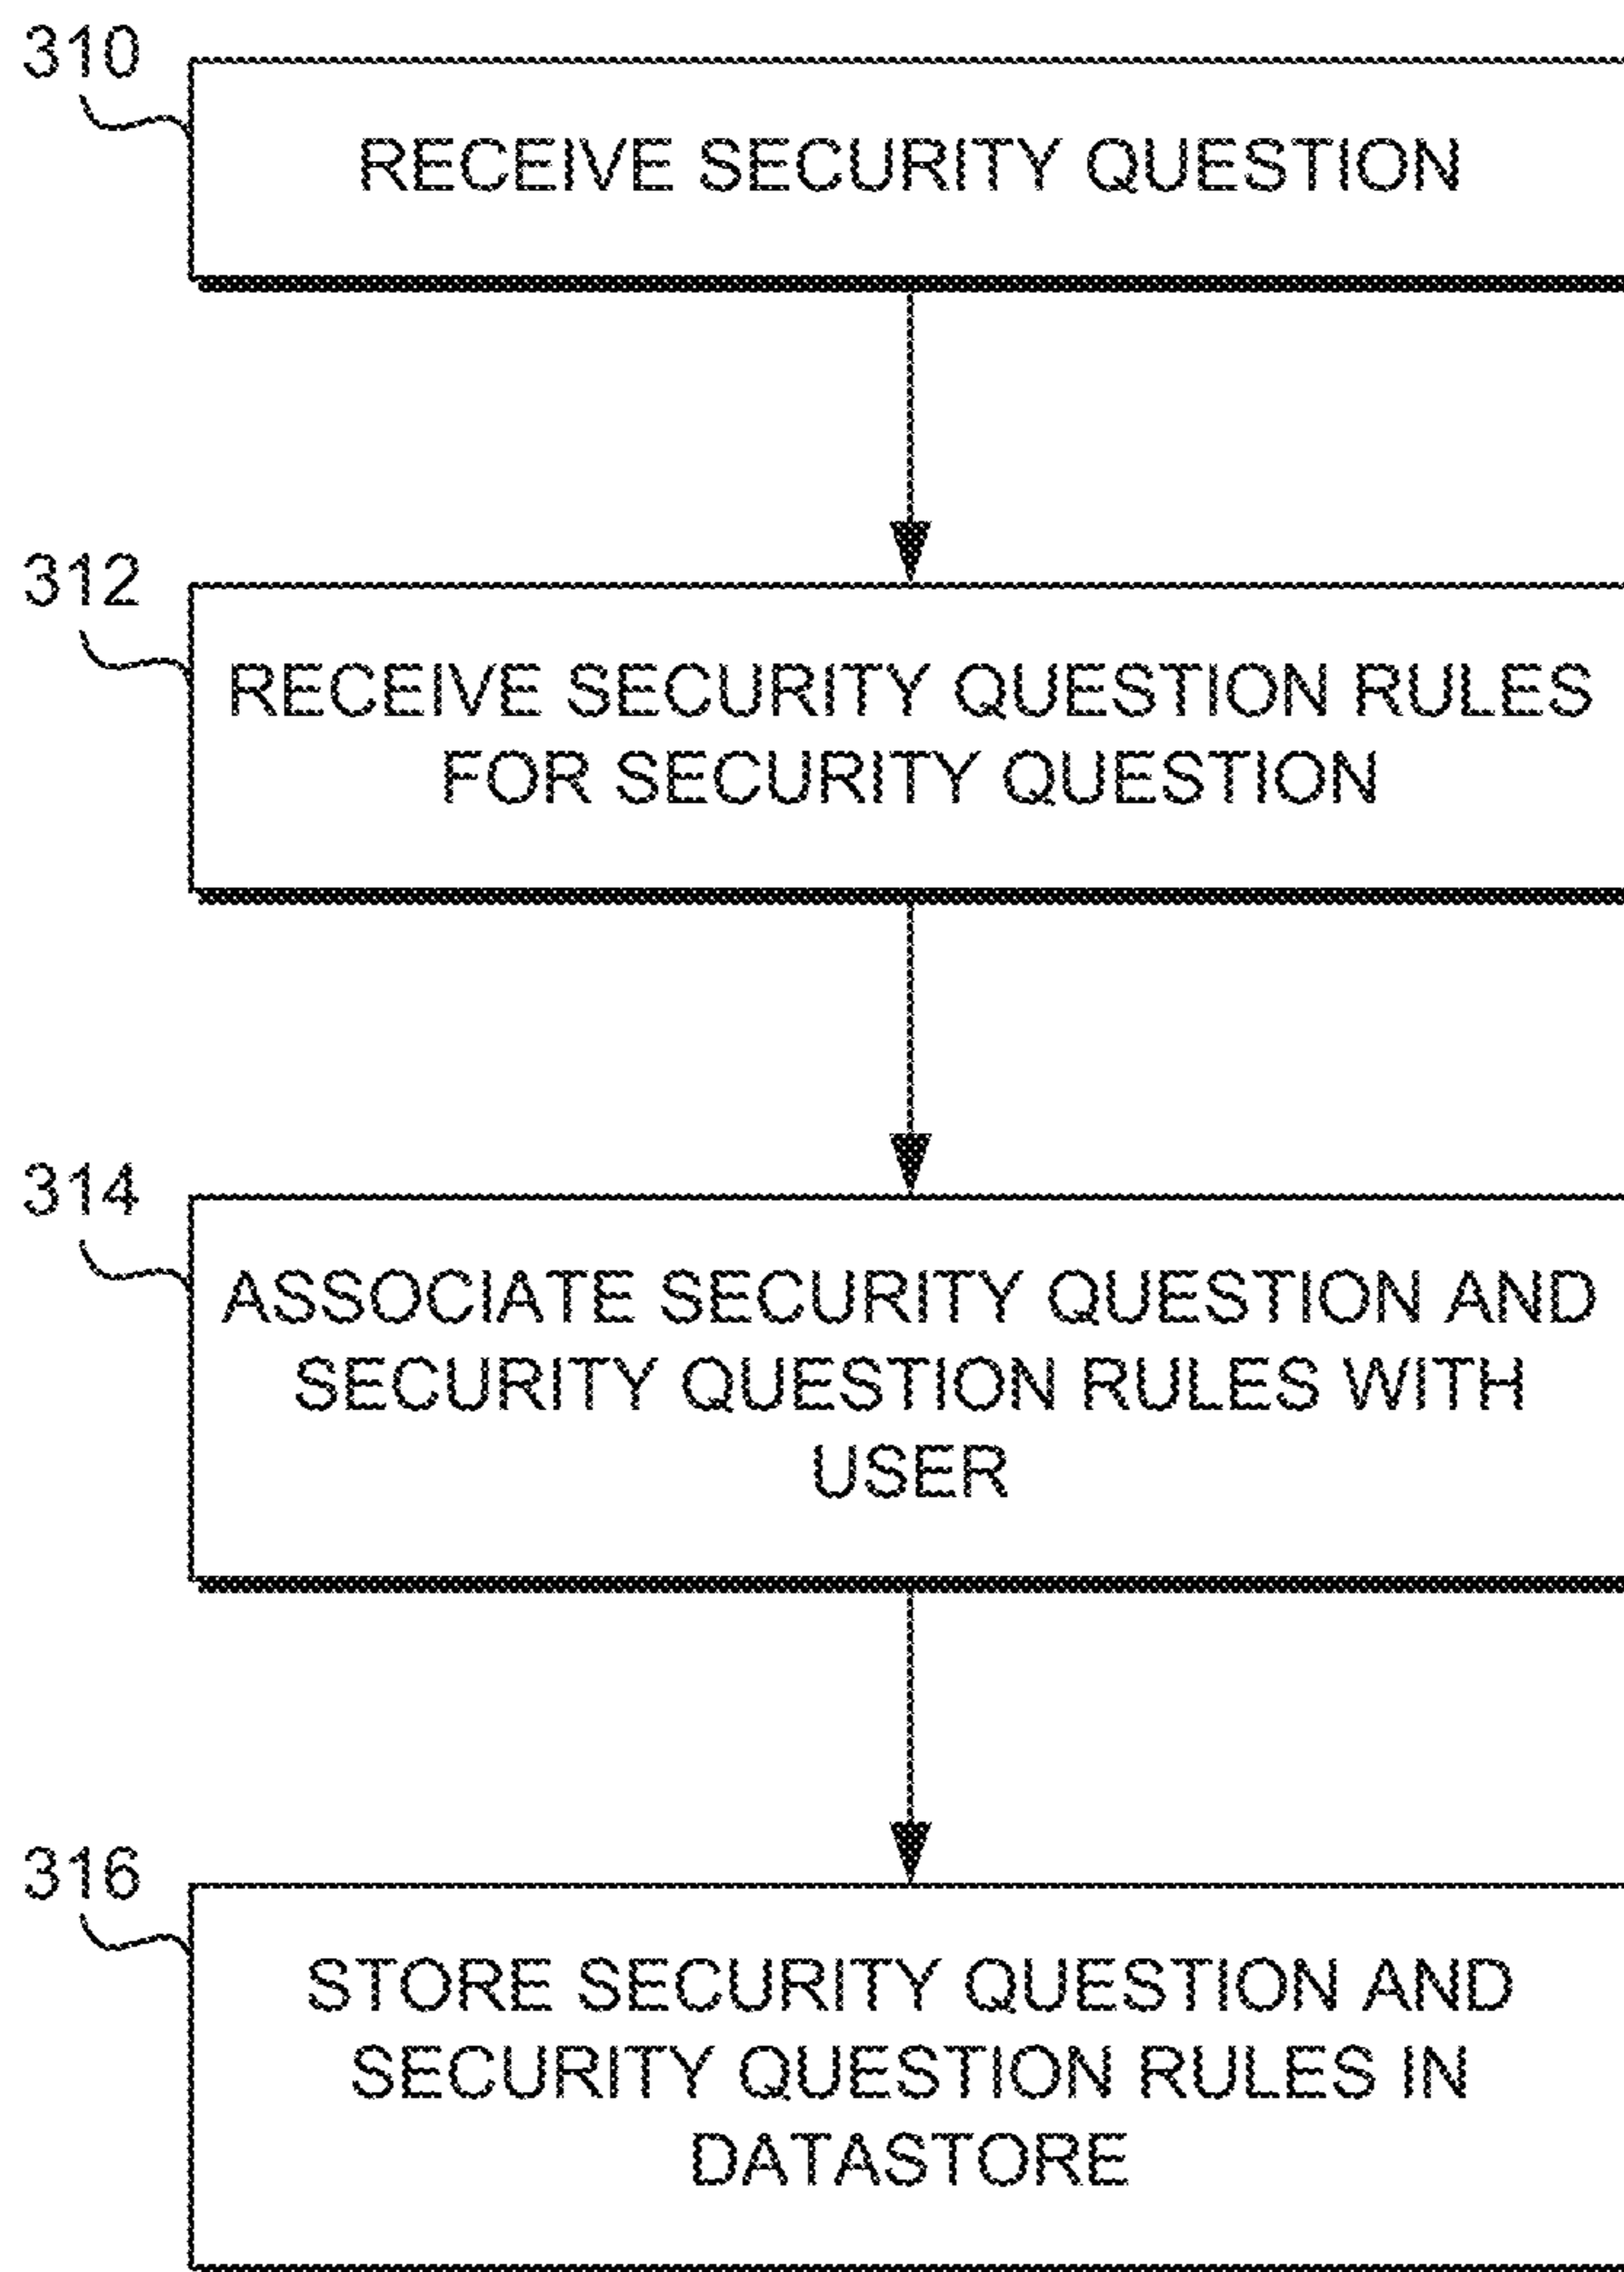 310
RECEIVE SECURITY QUESTION
312
RECEIVE SECURITY QUESTION RULES
FOR SECURITY QUESTION
314
ASSOCIATE SECURITY QUESTION AND
SECURITY QUESTION RULES WITH
USER
316
STORE SECURITY QUESTION AND
SECURITY QUESTION RULES IN
DATASTORE